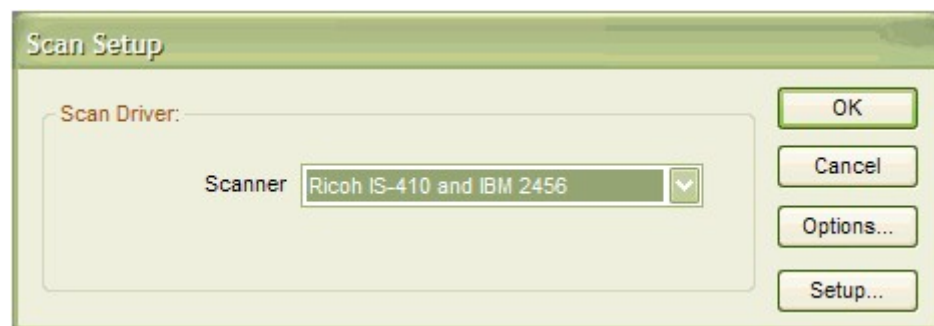 Scan Setup
Scan Driver:
Scanner Ricoh IS-410 and IBM 2456
OK
Cancel
Options...
Setup...